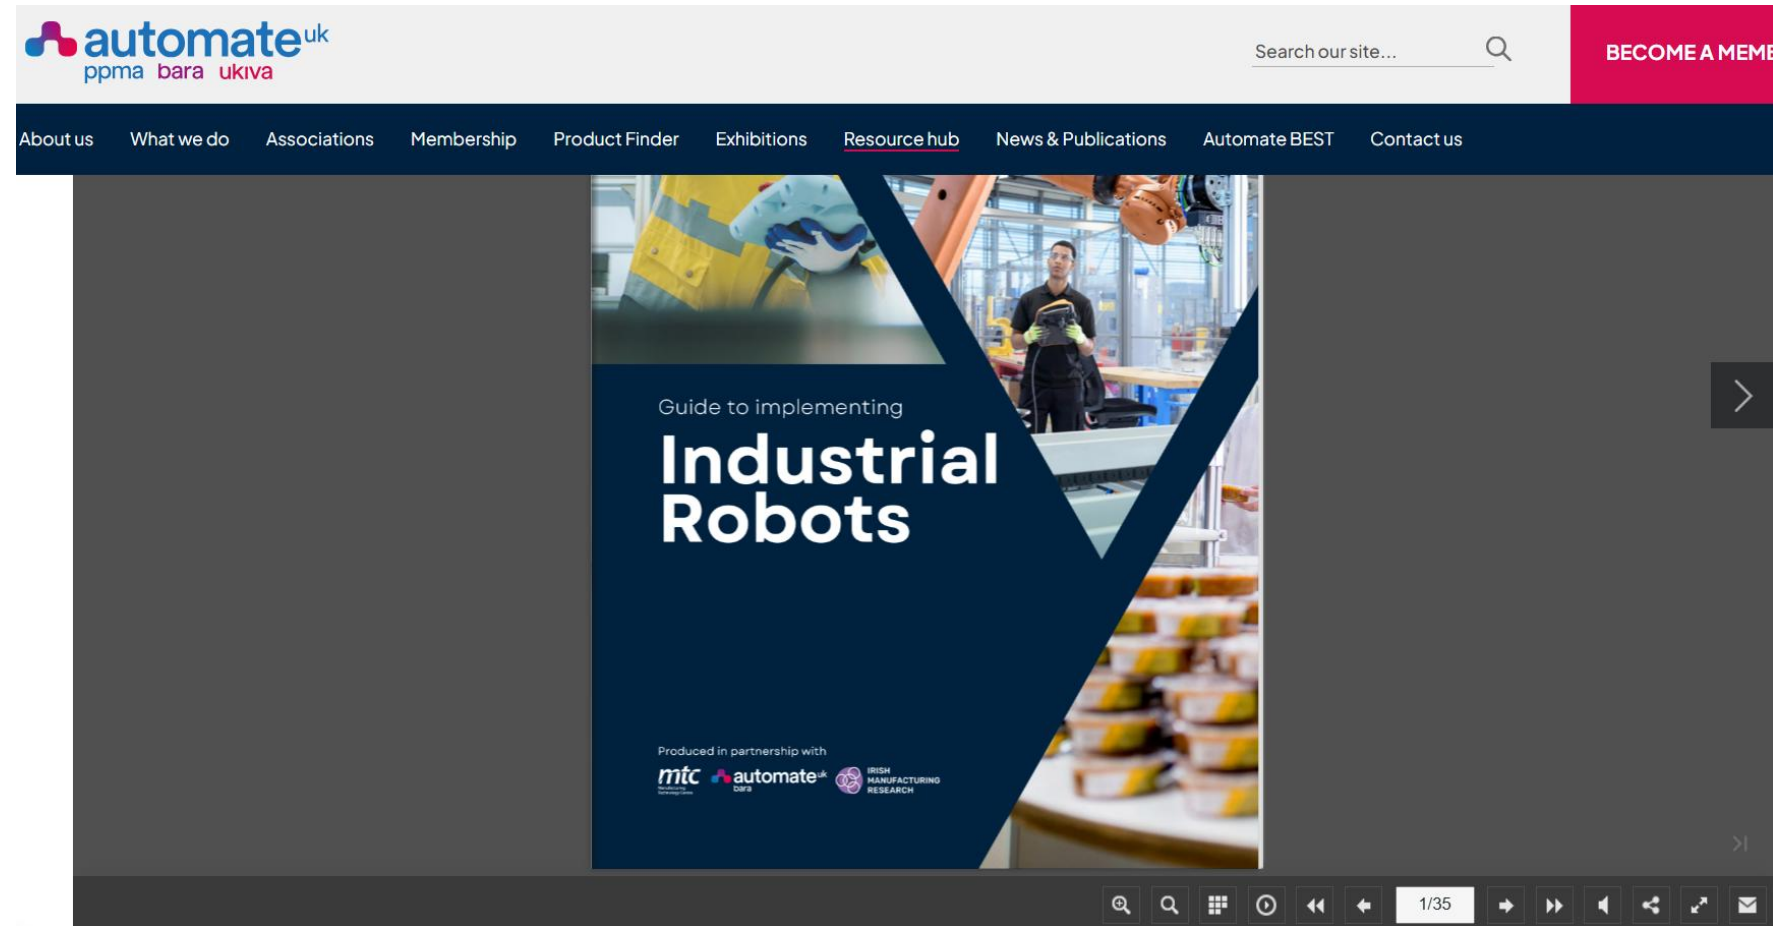 automate uk
ppma bara ukiva
Search our site...
BECOME A MEME
About us What we do Associations Membership Product Finder Exhibitions Resource hub News & Publications Automate BEST Contact us
Guide to implementing
Industrial
Robots
Produced in partnership with
mtc automate uk
bara
IRISH
MANUFACTURING
RESEARCH
1/35